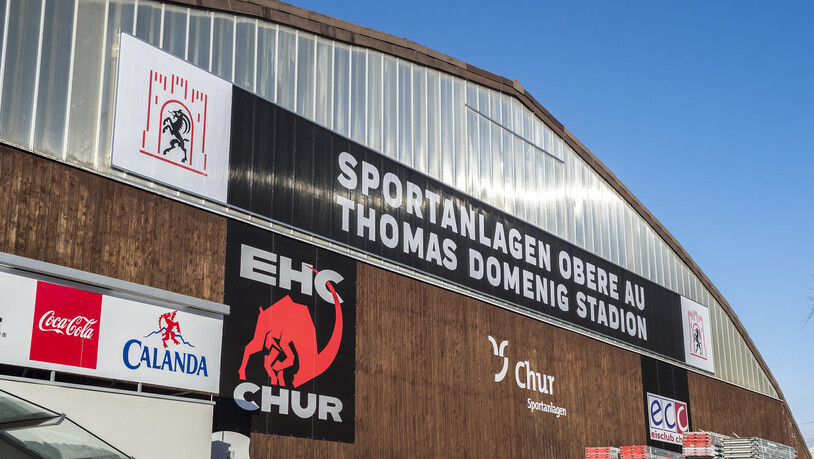 SPORTANLAGEN OBERE AU
THOMAS DOMENIG STADION
EHC
CHUR
Coca-Cola
CALANDA
Chur
Sportanlagen
ecc
eisclub ch